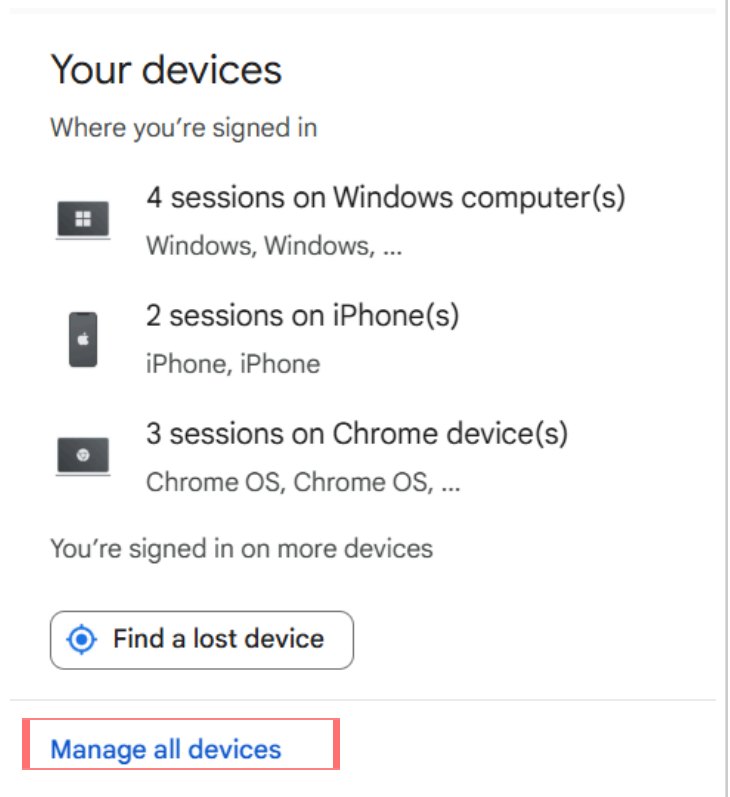 Your devices
Where you’re signed in
4 sessions on Windows computer(s)
Windows, Windows, ...
2 sessions on iPhone(s)
iPhone, iPhone
3 sessions on Chrome device(s)
Chrome OS, Chrome OS, ...
You’re signed in on more devices
Find a lost device
Manage all devices